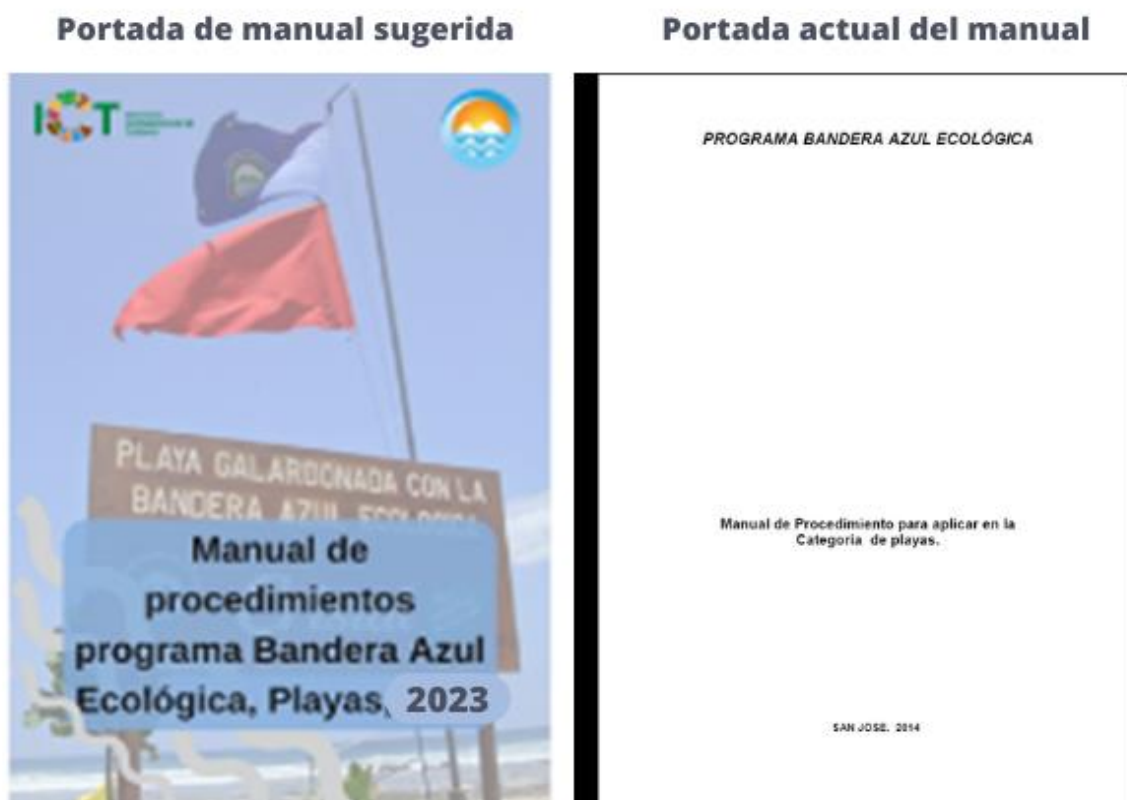 Portada de manual sugerida
Portada actual del manual
ICT
PLAYA GALARDONADA CON LA
BANDERA AZUL
Manual de
procedimientos
programa Bandera Azul
Ecológica, Playas, 2023
PROGRAMA BANDERA AZUL ECOLÓGICA
Manual de Procedimiento para aplicar en la
Categoria de playas.
SAN JOSE. 2014